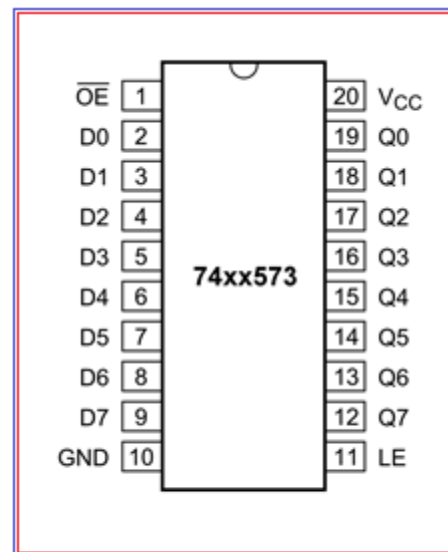 OE 1 20 VCC
D0 2 19 Q0
D1 3 18 Q1
D2 4 17 Q2
D3 5 16 Q3
74xx573
D4 6 15 Q4
D5 7 14 Q5
D6 8 13 Q6
D7 9 12 Q7
GND 10 11 LE